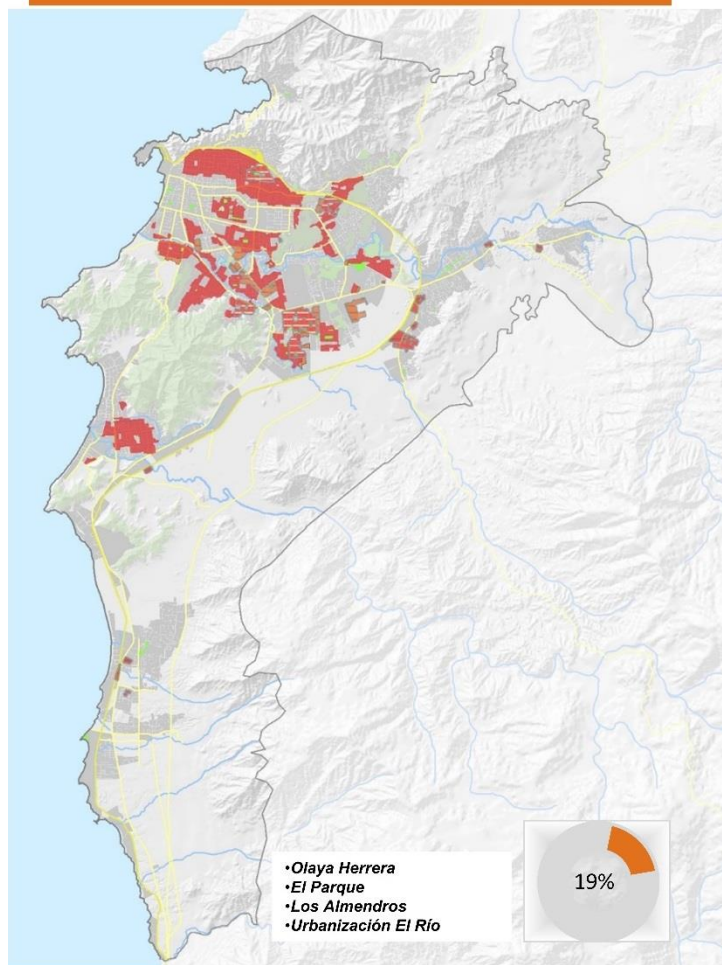 •Olaya Herrera
•El Parque
•Los Almendros
•Urbanización El Río
19%